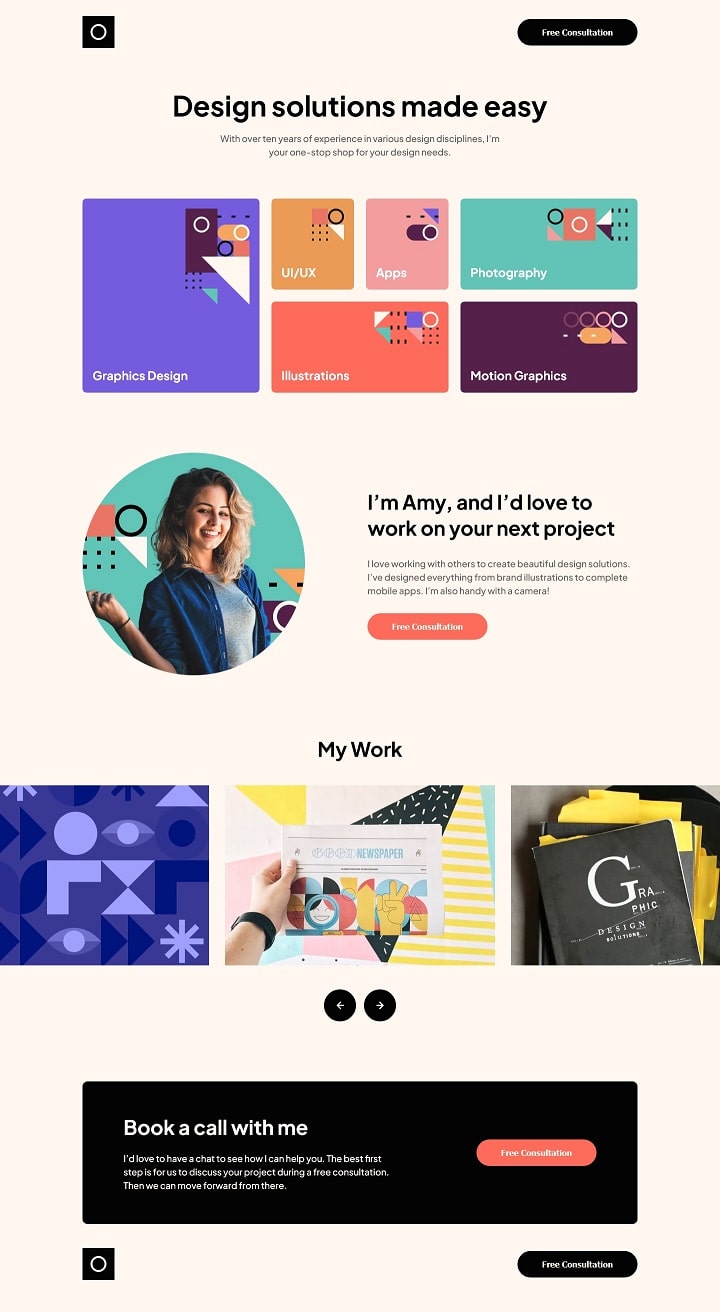 Free Consultation
Design solutions made easy
With over ten years of experience in various design disciplines, I'm
your one-stop shop for your design needs.
Graphics Design
UI/UX
Apps
Photography
Illustrations
Motion Graphics
I’m Amy, and I’d love to
work on your next project
I love working with others to create beautiful design solutions.
I’ve designed everything from brand illustrations to complete
mobile apps. I’m also handy with a camera!
Free Consultation
My Work
GOOD NEWSPAPER
GRA
PHIC
DESIGN
SOLUTIONS
Book a call with me
I’d love to have a chat to see how I can help you. The best first
step is for us to discuss your project during a free consultation.
Then we can move forward from there.
Free Consultation
Free Consultation